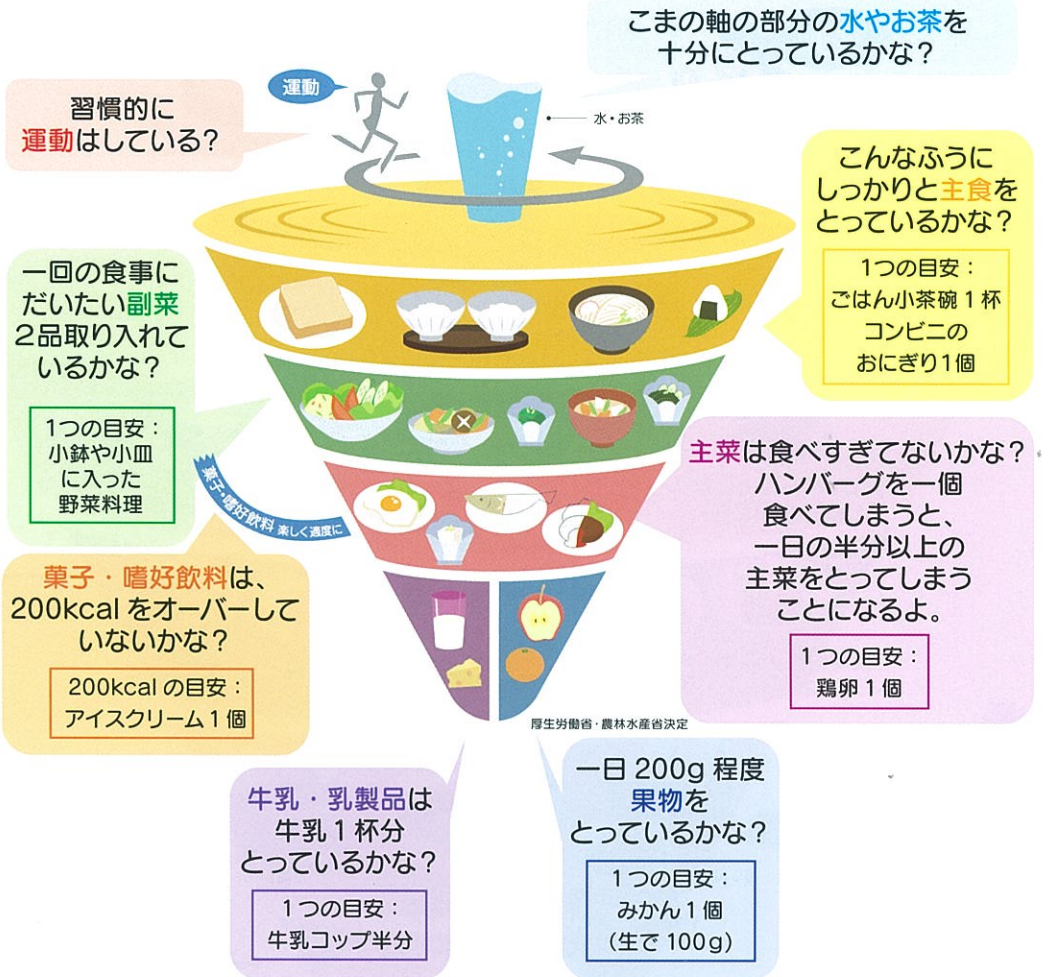 こまの軸の部分の水やお茶を
十分にとっているかな？
運動
水・お茶
習慣的に
運動はしている？
こんなふうに
しっかりと主食を
とっているかな？
1つの目安：
ごはん小茶碗1杯
コンビニの
おにぎり1個
一回の食事に
だいたい副菜
2品取り入れて
いるかな？
1つの目安：
小鉢や小皿
に入った
野菜料理
菓子・嗜好飲料 楽しく適度に
主菜は食べすぎてないかな？
ハンバーグを一個
食べてしまうと、
一日の半分以上の
主菜をとってしまう
ことになるよ。
1つの目安：
鶏卵1個
菓子・嗜好飲料は、
200kcalをオーバーして
いないかな？
200kcalの目安：
アイスクリーム1個
厚生労働省・農林水産省決定
牛乳・乳製品は
牛乳1杯分
とっているかな？
1つの目安：
牛乳コップ半分
一日200g程度
果物を
とっているかな？
1つの目安：
みかん1個
（生で100g）